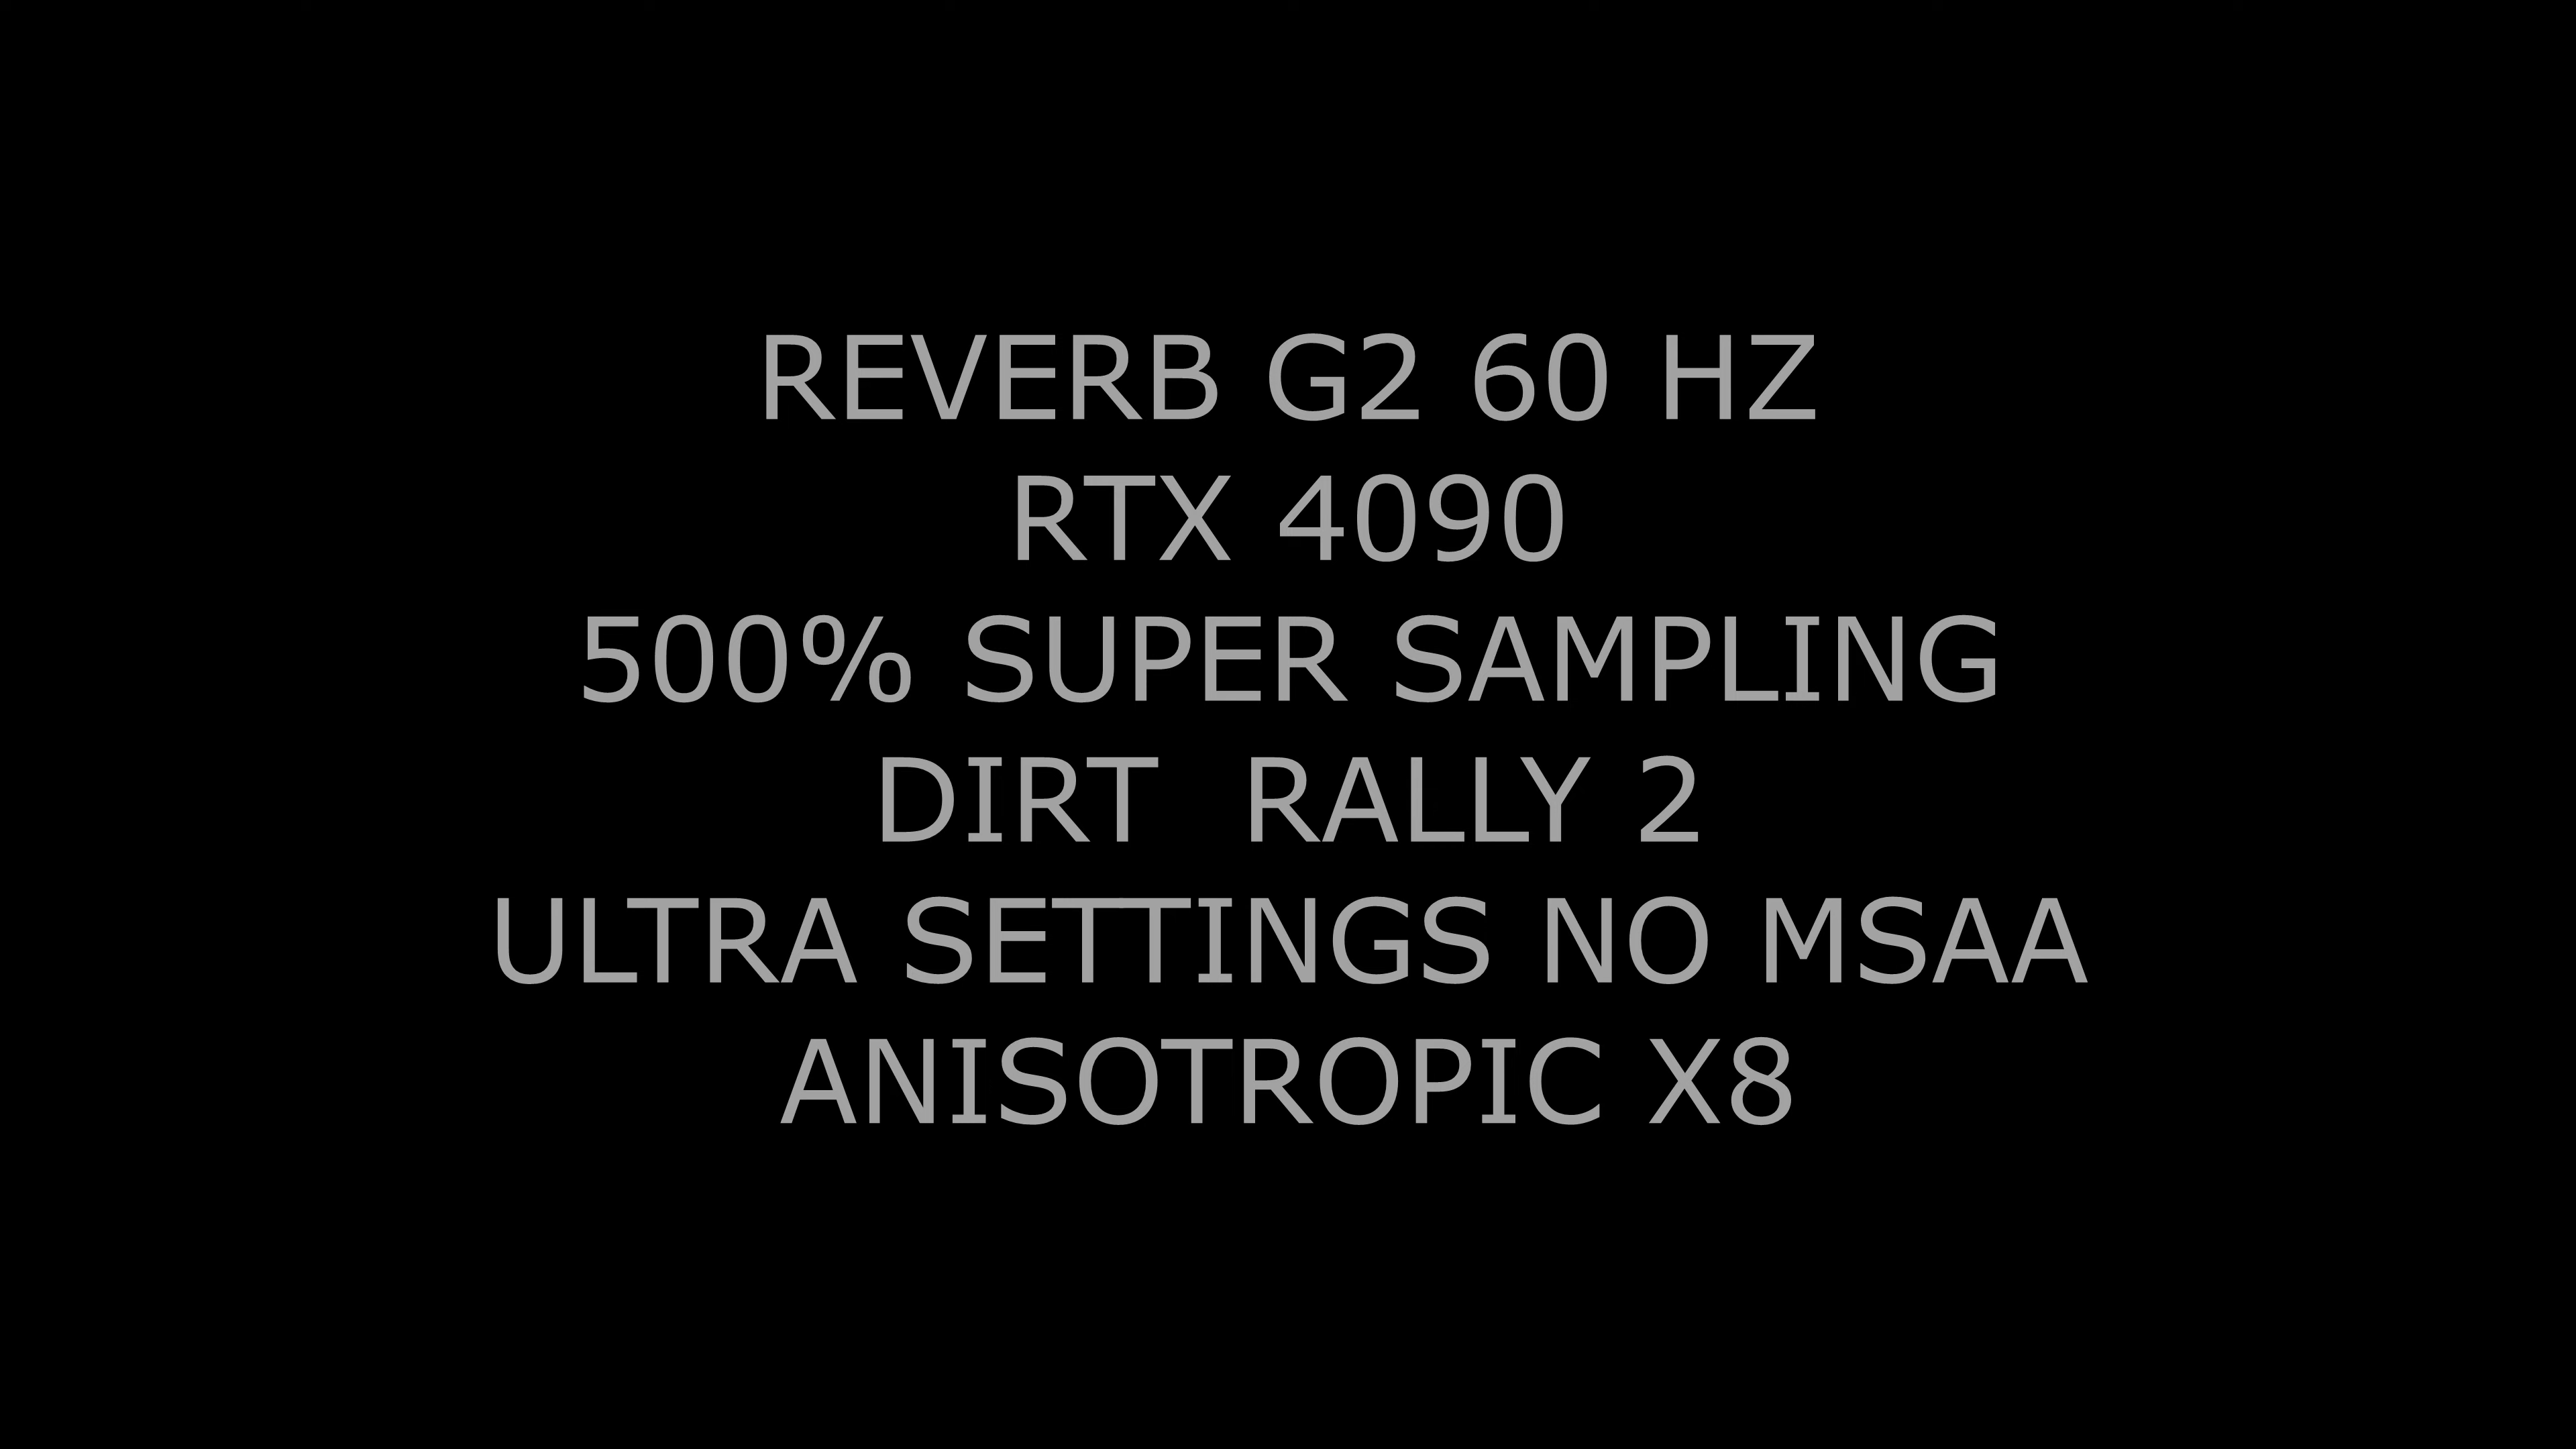 REVERB G2 60 HZ
RTX 4090
500% SUPER SAMPLING
DIRT  RALLY 2
ULTRA SETTINGS NO MSAA
ANISOTROPIC X8